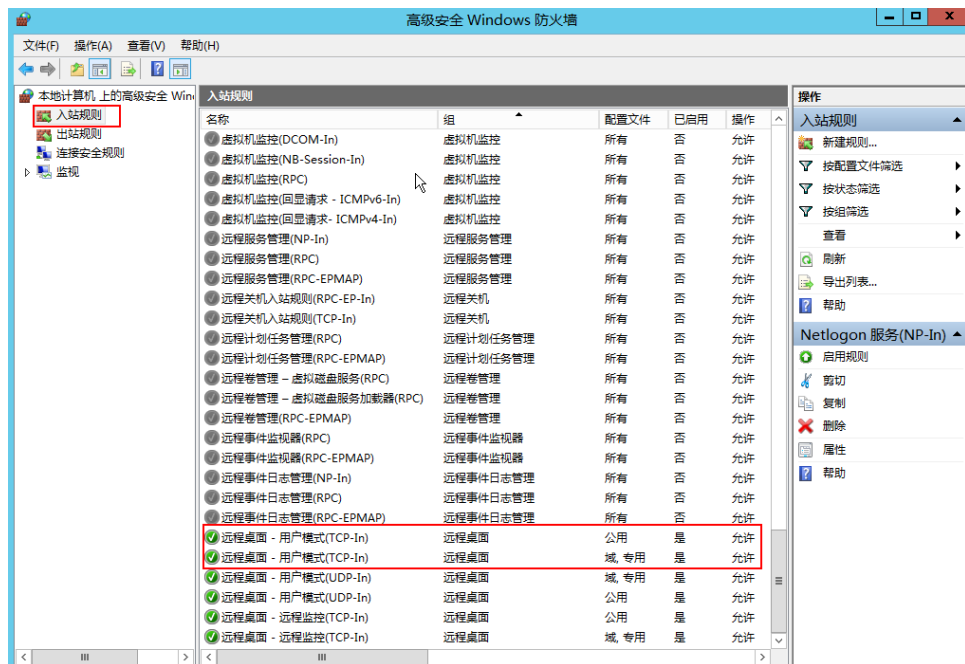 高级安全 Windows 防火墙
文件(F) 操作(A) 查看(V) 帮助(H)
本地计算机 上的高级安全 Win
入站规则
出站规则
连接安全规则
监视
入站规则
名称 组 配置文件 已启用 操作
虚拟机监控(DCOM-In) 虚拟机监控 所有 否 允许
虚拟机监控(NB-Session-In) 虚拟机监控 所有 否 允许
虚拟机监控(RPC) 虚拟机监控 所有 否 允许
虚拟机监控(回显请求 - ICMPv6-In) 虚拟机监控 所有 否 允许
虚拟机监控(回显请求- ICMPv4-In) 虚拟机监控 所有 否 允许
远程服务管理(NP-In) 远程服务管理 所有 否 允许
远程服务管理(RPC) 远程服务管理 所有 否 允许
远程服务管理(RPC-EPMAP) 远程服务管理 所有 否 允许
远程关机入站规则(RPC-EP-In) 远程关机 所有 否 允许
远程关机入站规则(TCP-In) 远程关机 所有 否 允许
远程计划任务管理(RPC) 远程计划任务管理 所有 否 允许
远程计划任务管理(RPC-EPMAP) 远程计划任务管理 所有 否 允许
远程卷管理 – 虚拟磁盘服务(RPC) 远程卷管理 所有 否 允许
远程卷管理 – 虚拟磁盘服务加载器(RPC) 远程卷管理 所有 否 允许
远程卷管理(RPC-EPMAP) 远程卷管理 所有 否 允许
远程事件监视器(RPC) 远程事件监视器 所有 否 允许
远程事件监视器(RPC-EPMAP) 远程事件监视器 所有 否 允许
远程事件日志管理(NP-In) 远程事件日志管理 所有 否 允许
远程事件日志管理(RPC) 远程事件日志管理 所有 否 允许
远程事件日志管理(RPC-EPMAP) 远程事件日志管理 所有 否 允许
远程桌面 - 用户模式(TCP-In) 远程桌面 公用 是 允许
远程桌面 - 用户模式(TCP-In) 远程桌面 域, 专用 是 允许
远程桌面 - 用户模式(UDP-In) 远程桌面 域, 专用 是 允许
远程桌面 - 用户模式(UDP-In) 远程桌面 公用 是 允许
远程桌面 - 远程监控(TCP-In) 远程桌面 公用 是 允许
远程桌面 - 远程监控(TCP-In) 远程桌面 域, 专用 是 允许
操作
入站规则
新建规则...
按配置文件筛选
按状态筛选
按组筛选
查看
刷新
导出列表...
帮助
Netlogon 服务(NP-In)
启用规则
剪切
复制
删除
属性
帮助